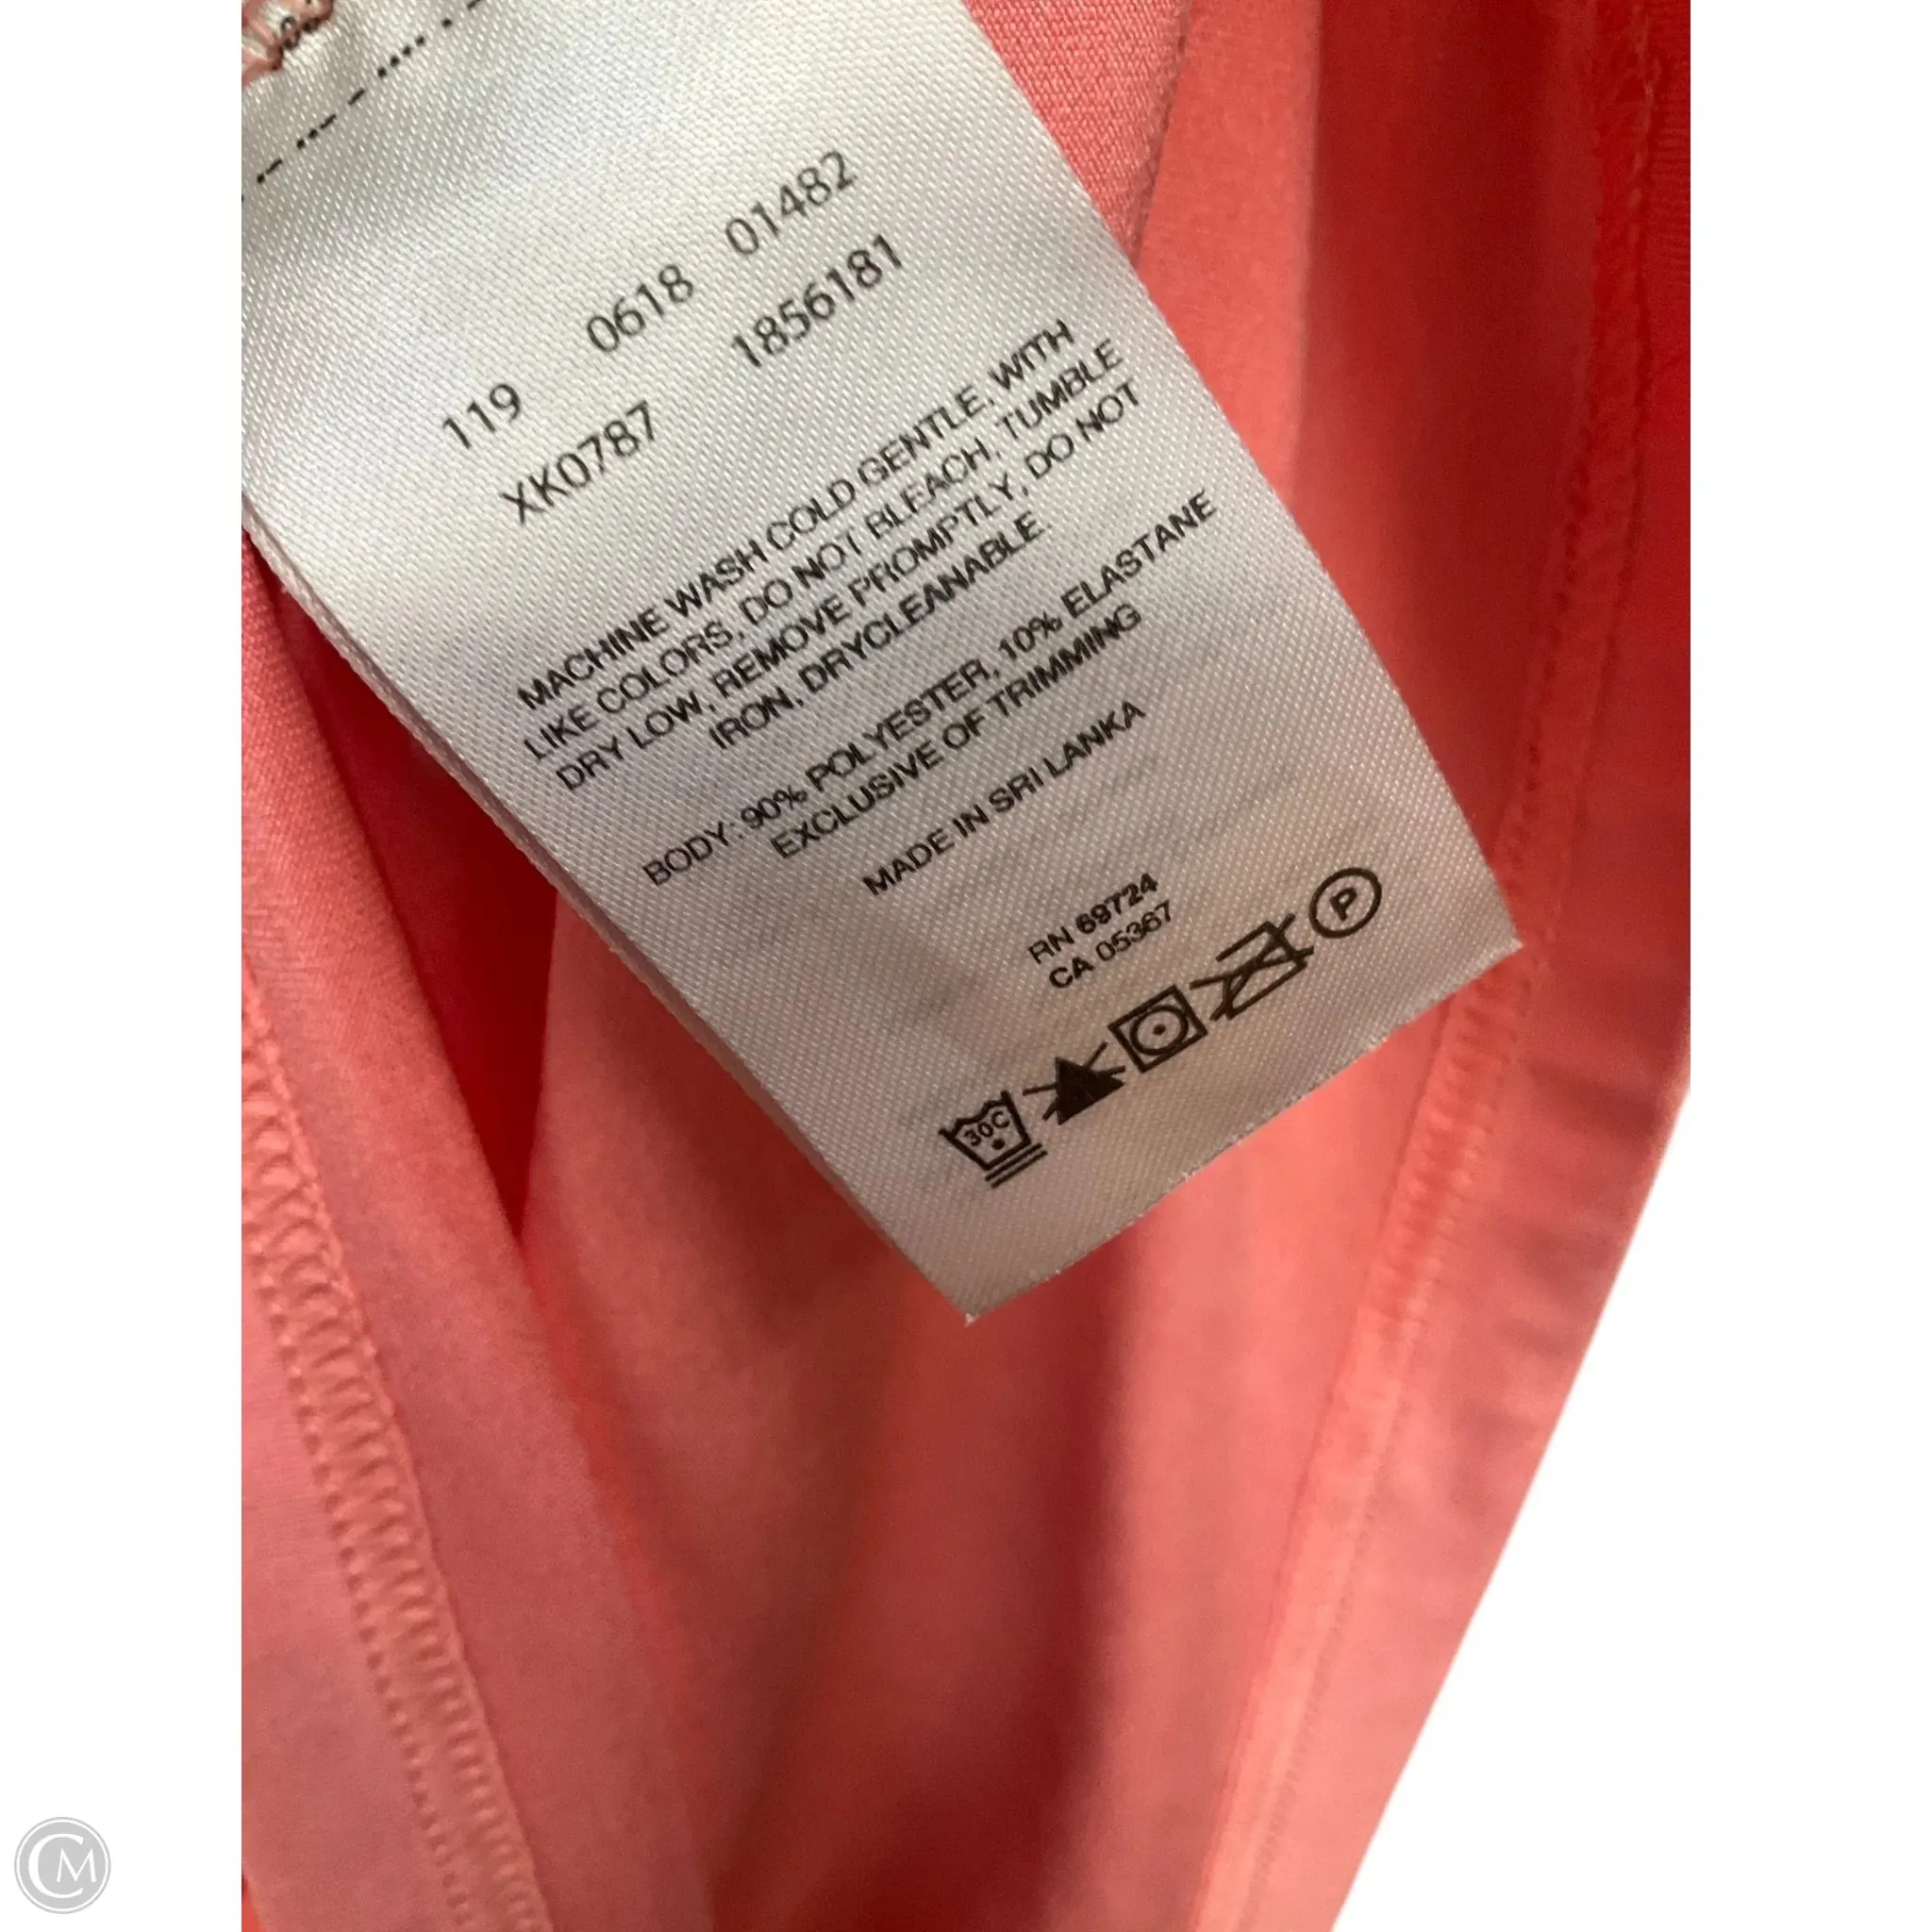 119 0618 01482
XK0787 1856181
MACHINE WASH COLD GENTLE, WITH
LIKE COLORS, DO NOT BLEACH, TUMBLE
DRY LOW, REMOVE PROMPTLY, DO NOT
IRON, DRYCLEANABLE.
BODY: 90% POLYESTER, 10% ELASTANE
EXCLUSIVE OF TRIMMING
MADE IN SRI LANKA
RN 69724
CA 05367
30C P
CM